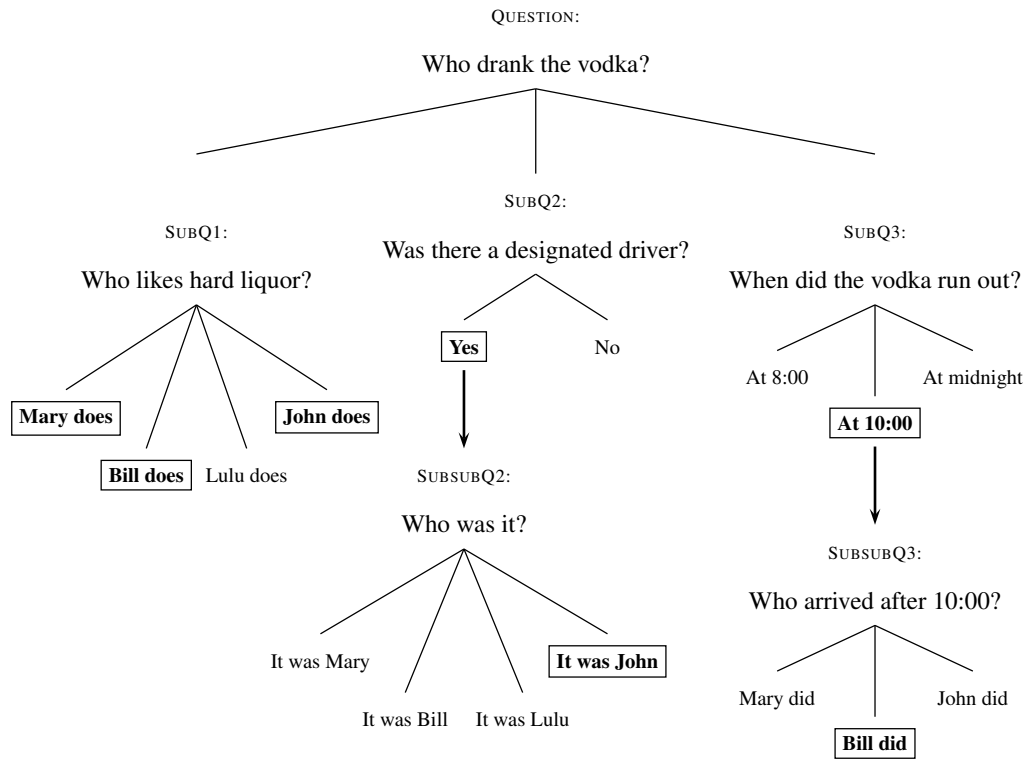 QUESTION:
Who drank the vodka?
SUBQ1:
Who likes hard liquor?
Mary does
Bill does
Lulu does
John does
SUBQ2:
Was there a designated driver?
Yes
No
SUBSUBQ2:
Who was it?
It was Mary
It was Bill
It was Lulu
It was John
SUBQ3:
When did the vodka run out?
At 8:00
At 10:00
At midnight
SUBSUBQ3:
Who arrived after 10:00?
Mary did
Bill did
John did